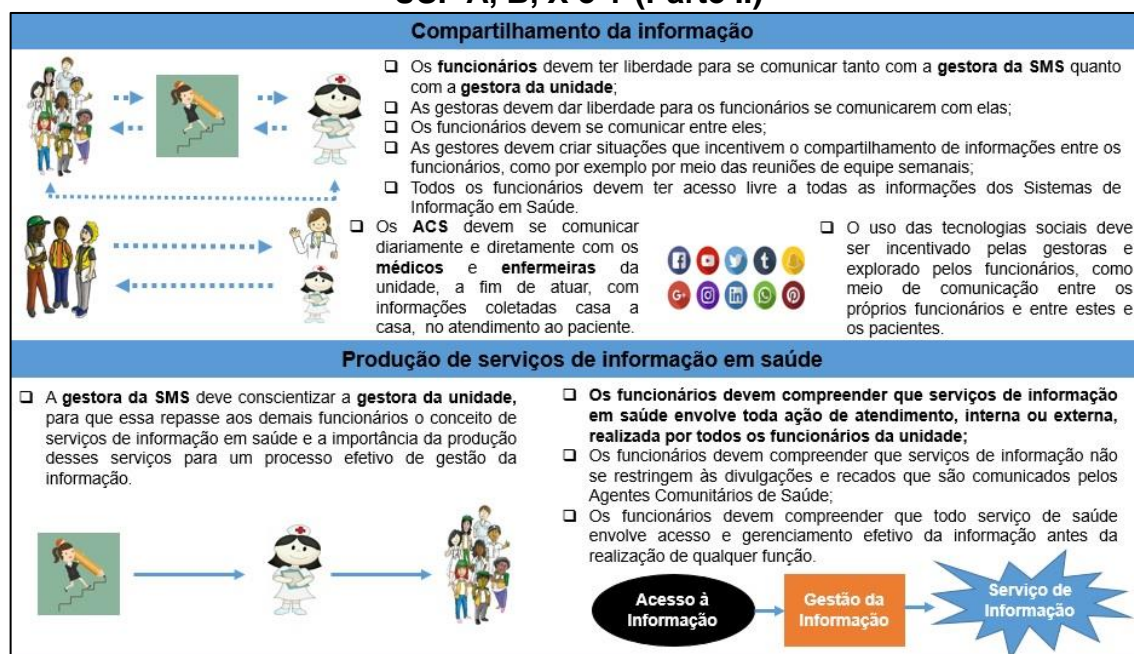 Compartilhamento da informação
❑ Os funcionários devem ter liberdade para se comunicar tanto com a gestora da SMS quanto
com a gestora da unidade;
❑ As gestoras devem dar liberdade para os funcionários se comunicarem com elas;
❑ Os funcionários devem se comunicar entre eles;
❑ As gestores devem criar situações que incentivem o compartilhamento de informações entre os
funcionários, como por exemplo por meio das reuniões de equipe semanais;
❑ Todos os funcionários devem ter acesso livre a todas as informações dos Sistemas de
Informação em Saúde.
❑ Os ACS devem se comunicar
diariamente e diretamente com os
médicos e enfermeiras da
unidade, a fim de atuar, com
informações coletadas casa a
casa, no atendimento ao paciente.
❑ O uso das tecnologias sociais deve
ser incentivado pelas gestoras e
explorado pelos funcionários, como
meio de comunicação entre os
próprios funcionários e entre estes e
os pacientes.
Produção de serviços de informação em saúde
❑ A gestora da SMS deve conscientizar a gestora da unidade,
para que essa repasse aos demais funcionários o conceito de
serviços de informação em saúde e a importância da produção
desses serviços para um processo efetivo de gestão da
informação.
❑ Os funcionários devem compreender que serviços de informação
em saúde envolve toda ação de atendimento, interna ou externa,
realizada por todos os funcionários da unidade;
❑ Os funcionários devem compreender que serviços de informação não
se restringem às divulgações e recados que são comunicados pelos
Agentes Comunitários de Saúde;
❑ Os funcionários devem compreender que todo serviço de saúde
envolve acesso e gerenciamento efetivo da informação antes da
realização de qualquer função.
Acesso à
Informação
Gestão da
Informação
Serviço de
Informação